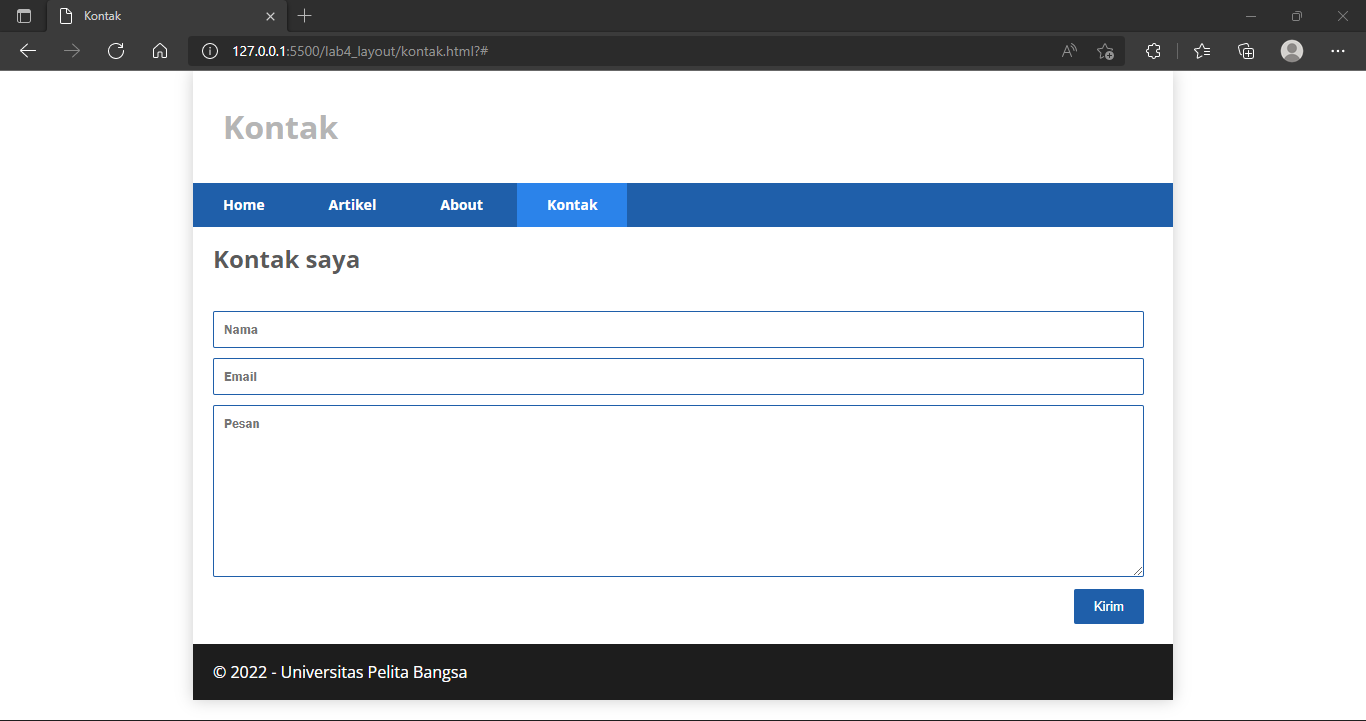 Kontak
127.0.0.1:5500/lab4_layout/kontak.html?#
Kontak
Home Artikel About Kontak
Kontak saya
Nama
Email
Pesan
Kirim
© 2022 - Universitas Pelita Bangsa